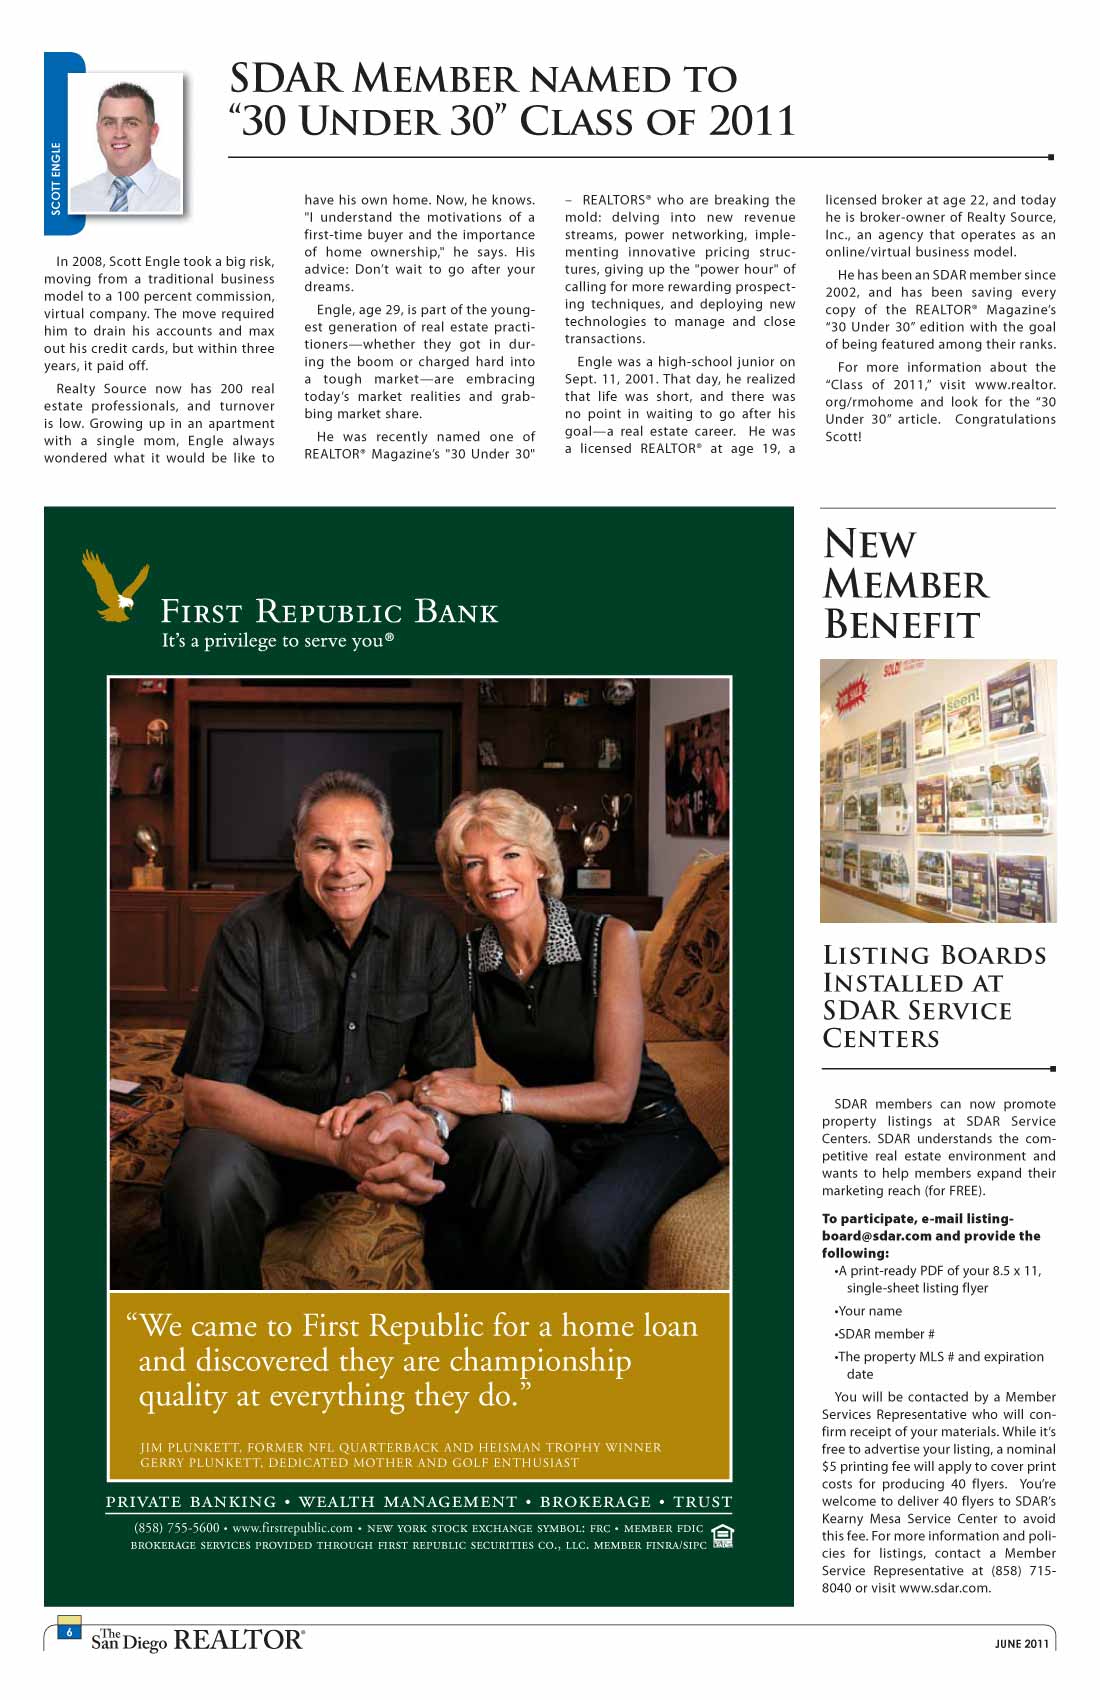 SCOTT ENGLE
SDAR MEMBER NAMED TO
“30 UNDER 30” CLASS OF 2011
In 2008, Scott Engle took a big risk,
moving from a traditional business
model to a 100 percent commission,
virtual company. The move required
him to drain his accounts and max
out his credit cards, but within three
years, it paid off.
Realty Source now has 200 real
estate professionals, and turnover
is low. Growing up in an apartment
with a single mom, Engle always
wondered what it would be like to
have his own home. Now, he knows.
"I understand the motivations of a
first-time buyer and the importance
of home ownership," he says. His
advice: Don’t wait to go after your
dreams.
Engle, age 29, is part of the young-
est generation of real estate practi-
tioners—whether they got in dur-
ing the boom or charged hard into
a tough market—are embracing
today’s market realities and grab-
bing market share.
He was recently named one of
REALTOR® Magazine’s "30 Under 30"
– REALTORS® who are breaking the
mold: delving into new revenue
streams, power networking, imple-
menting innovative pricing struc-
tures, giving up the "power hour" of
calling for more rewarding prospect-
ing techniques, and deploying new
technologies to manage and close
transactions.
Engle was a high-school junior on
Sept. 11, 2001. That day, he realized
that life was short, and there was
no point in waiting to go after his
goal—a real estate career. He was
a licensed REALTOR® at age 19, a
licensed broker at age 22, and today
he is broker-owner of Realty Source,
Inc., an agency that operates as an
online/virtual business model.
He has been an SDAR member since
2002, and has been saving every
copy of the REALTOR® Magazine’s
“30 Under 30” edition with the goal
of being featured among their ranks.
For more information about the
“Class of 2011,” visit www.realtor.
org/rmohome and look for the “30
Under 30” article. Congratulations
Scott!
FIRST REPUBLIC BANK
It’s a privilege to serve you®
“We came to First Republic for a home loan
and discovered they are championship
quality at everything they do.”
JIM PLUNKETT, FORMER NFL QUARTERBACK AND HEISMAN TROPHY WINNER
GERRY PLUNKETT, DEDICATED MOTHER AND GOLF ENTHUSIAST
PRIVATE BANKING • WEALTH MANAGEMENT • BROKERAGE • TRUST
(858) 755-5600 • www.firstrepublic.com • NEW YORK STOCK EXCHANGE SYMBOL: FRC • MEMBER FDIC
BROKERAGE SERVICES PROVIDED THROUGH FIRST REPUBLIC SECURITIES CO., LLC. MEMBER FINRA/SIPC
NEW
MEMBER
BENEFIT
SOLD!
seen!
LISTING BOARDS
INSTALLED AT
SDAR SERVICE
CENTERS
SDAR members can now promote
property listings at SDAR Service
Centers. SDAR understands the com-
petitive real estate environment and
wants to help members expand their
marketing reach (for FREE).
To participate, e-mail listing-
board@sdar.com and provide the
following:
•A print-ready PDF of your 8.5 x 11,
single-sheet listing flyer
•Your name
•SDAR member #
•The property MLS # and expiration
date
You will be contacted by a Member
Services Representative who will con-
firm receipt of your materials. While it’s
free to advertise your listing, a nominal
$5 printing fee will apply to cover print
costs for producing 40 flyers. You’re
welcome to deliver 40 flyers to SDAR’s
Kearny Mesa Service Center to avoid
this fee. For more information and poli-
cies for listings, contact a Member
Service Representative at (858) 715-
8040 or visit www.sdar.com.
6
The San Diego REALTOR®
JUNE 2011